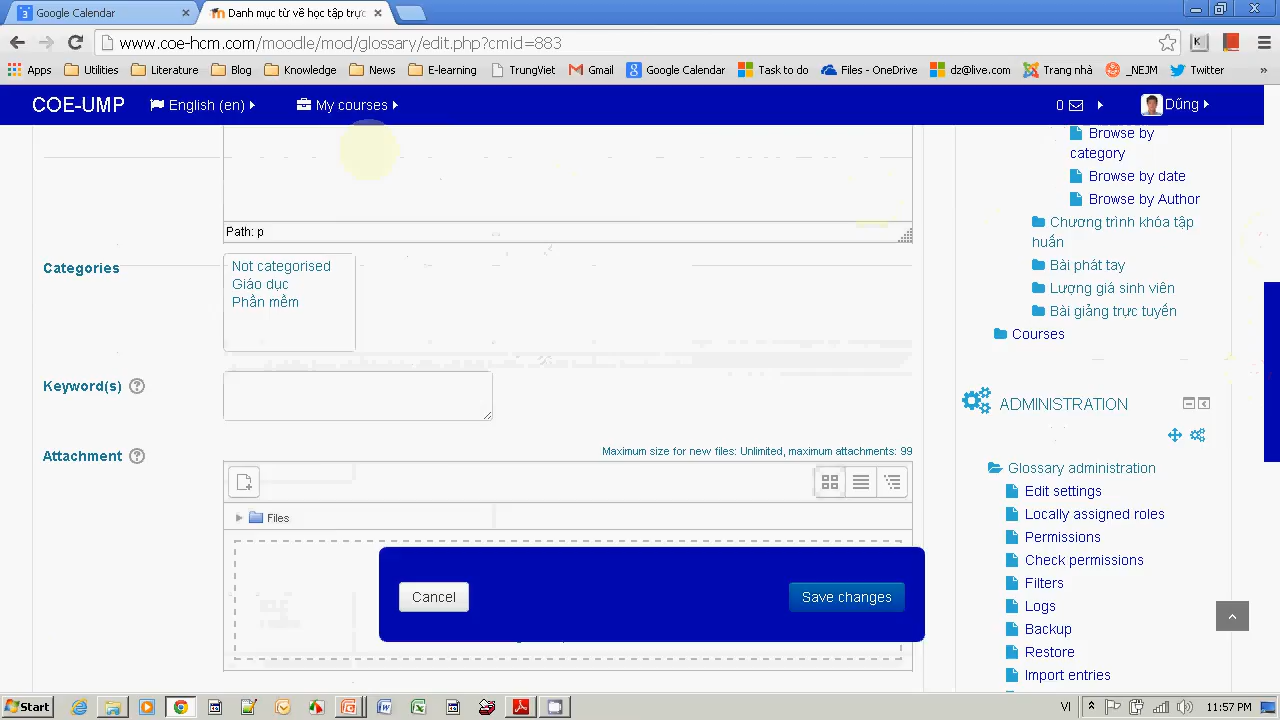 Google Calendar
Danh mục từ về học tập trực
www.coe-hcm.com/moodle/mod/glossary/edit.php?cmid=883
App Utilities Literature Blog Knowledge News E-learning TrungViet Gmail Google Calendar Task to do Files - OneDrive dz@live.com Trang nhà _NEJM Twitter »
COE-UMP English (en) My courses 0 Dũng
Browse by
category
Browse by date
Browse by Author
Path: p
Chương trình khóa tập
huấn
Bài phát tay
Lượng giá sinh viên
Bài giảng trực tuyến
Courses
Categories
Not categorised
Giáo dục
Phần mềm
Keyword(s)
ADMINISTRATION
Attachment
Maximum size for new files: Unlimited, maximum attachments: 99
Files
Cancel
Save changes
Glossary administration
Edit settings
Locally assigned roles
Permissions
Check permissions
Filters
Logs
Backup
Restore
Import entries
Start
VI
11:57 PM